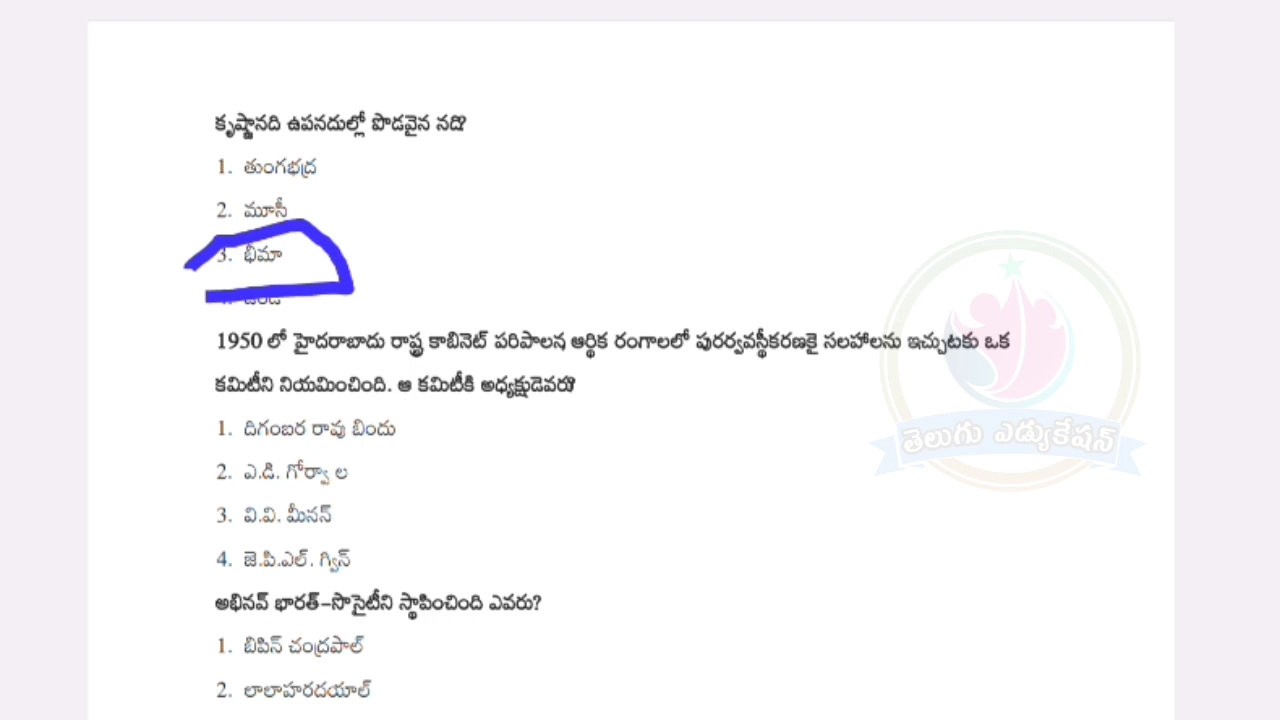 కృష్ణానది ఉపనదుల్లో పొడవైన నది?
1. తుంగభద్ర
2. మూసీ
3. భీమా
1950 లో హైదరాబాదు రాష్ట్ర కాబినెట్ పరిపాలన, ఆర్థిక రంగాలలో పురర్వవస్థీకరణకై సలహాలను ఇచ్చుటకు ఒక
కమిటీని నియమించింది. ఆ కమిటీకి అధ్యక్షుడెవరు?
1. దిగంబర రావు బిందు
2. ఎ.డి. గోర్వా ల
3. వి.వి. మీనన్
4. జె.పి.ఎల్. గ్విన్
అభినవ్ భారత్-సొసైటీని స్థాపించింది ఎవరు?
1. బిపిన్ చంద్రపాల్
2. లాలాహరదయాల్
తెలుగు ఎడ్యుకేషన్